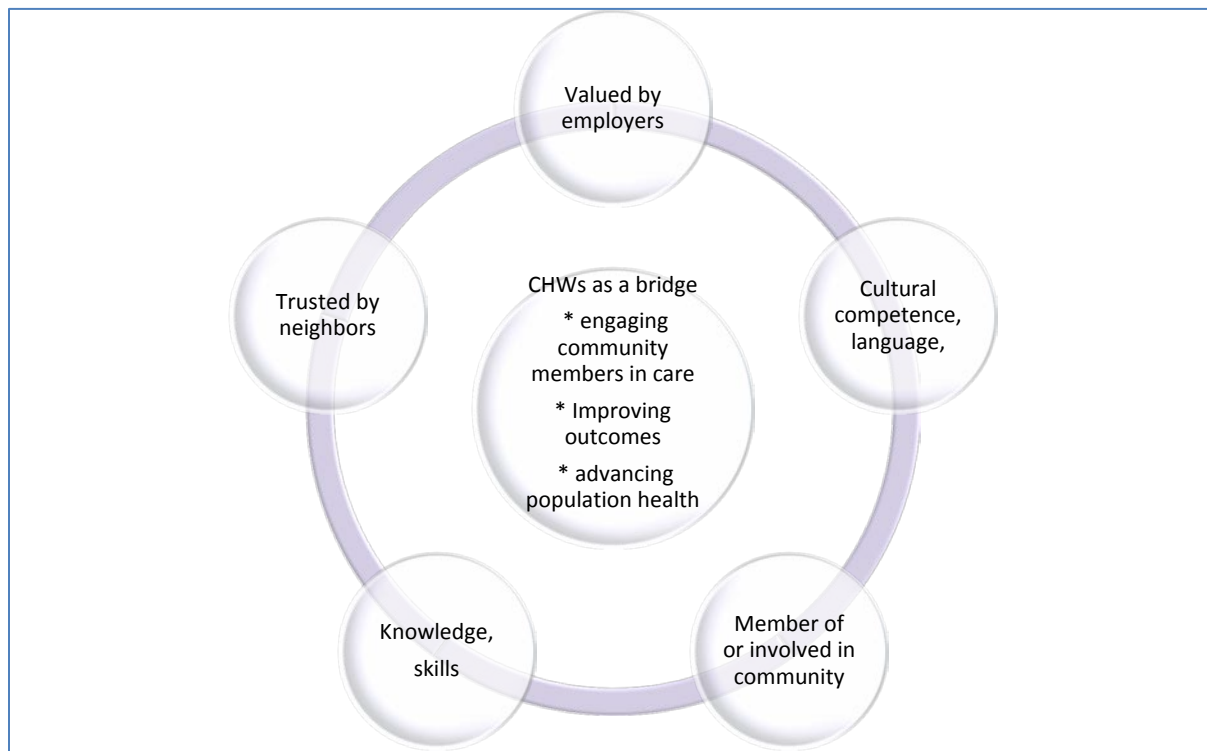 Valued by
employers
Trusted by
neighbors
CHWs as a bridge
* engaging
community
members in care
* Improving
outcomes
* advancing
population health
Cultural
competence,
language,
Knowledge,
skills
Member of
or involved in
community